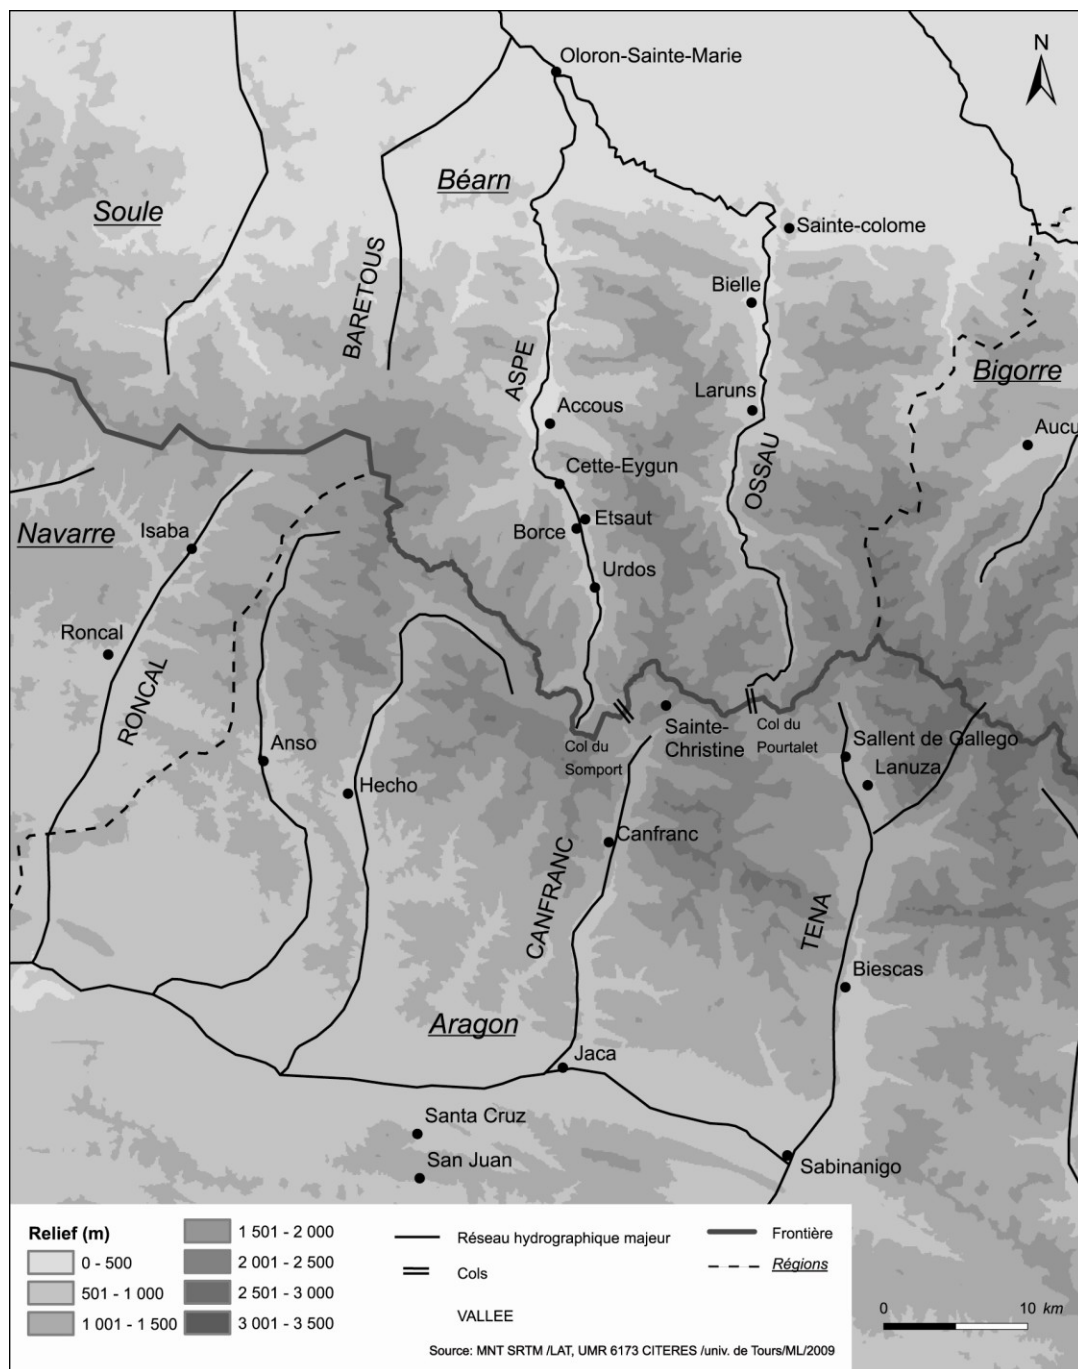 N
Oloron-Sainte-Marie
Béarn
Soule
Sainte-colome
BARETOUS
Bielle
ASPE
Bigorre
Laruns
Accous
Aucu
OSSAU
Cette-Eygun
Navarre
Isaba
Etsaut
Borce
Urdos
Roncal
RONCAL
Sainte-
Christine
Col du
Somport
Col du
Pourtalet
Sallent de Gallego
Lanuza
Anso
Hecho
Canfranc
CANFRANC
TENA
Biescas
Aragon
Jaca
Santa Cruz
San Juan
Sabinanigo
Relief (m)
0 - 500
501 - 1 000
1 001 - 1 500
1 501 - 2 000
2 001 - 2 500
2 501 - 3 000
3 001 - 3 500
Réseau hydrographique majeur
Cols
VALLEE
Frontière
Régions
0 10 km
Source: MNT SRTM /LAT, UMR 6173 CITERES /univ. de Tours/ML/2009